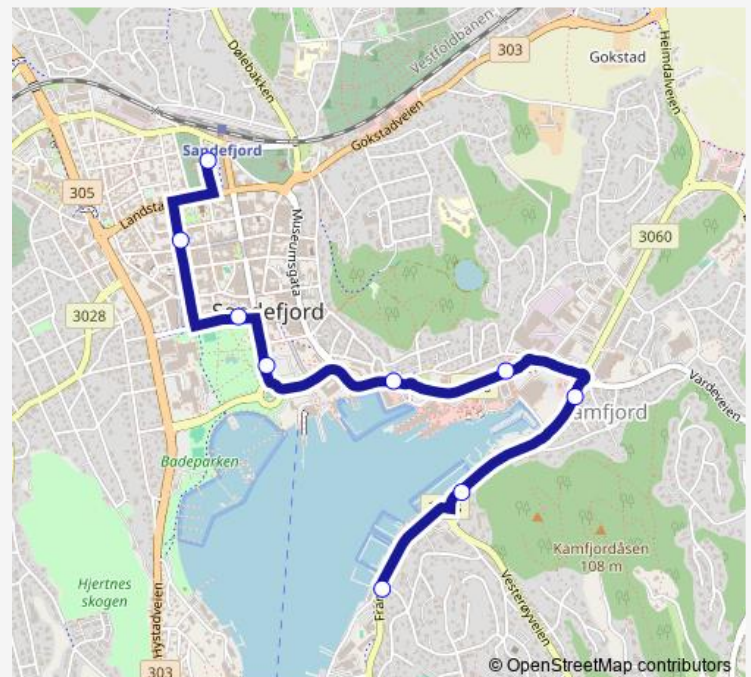 Dølebakken
Vestfoldbanen
303
Gokstad
Heimdalveien
Gokstadveien
Sandefjord
305
Landsta
Museumsgata
3060
3028
Sandefjord
Vardeveien
Kamfjord
Badeparken
Kamfjordåsen
108 m
Hjertnes
skogen
Hystadveien
Fram
Vesterøyveien
303
© OpenStreetMap contributors